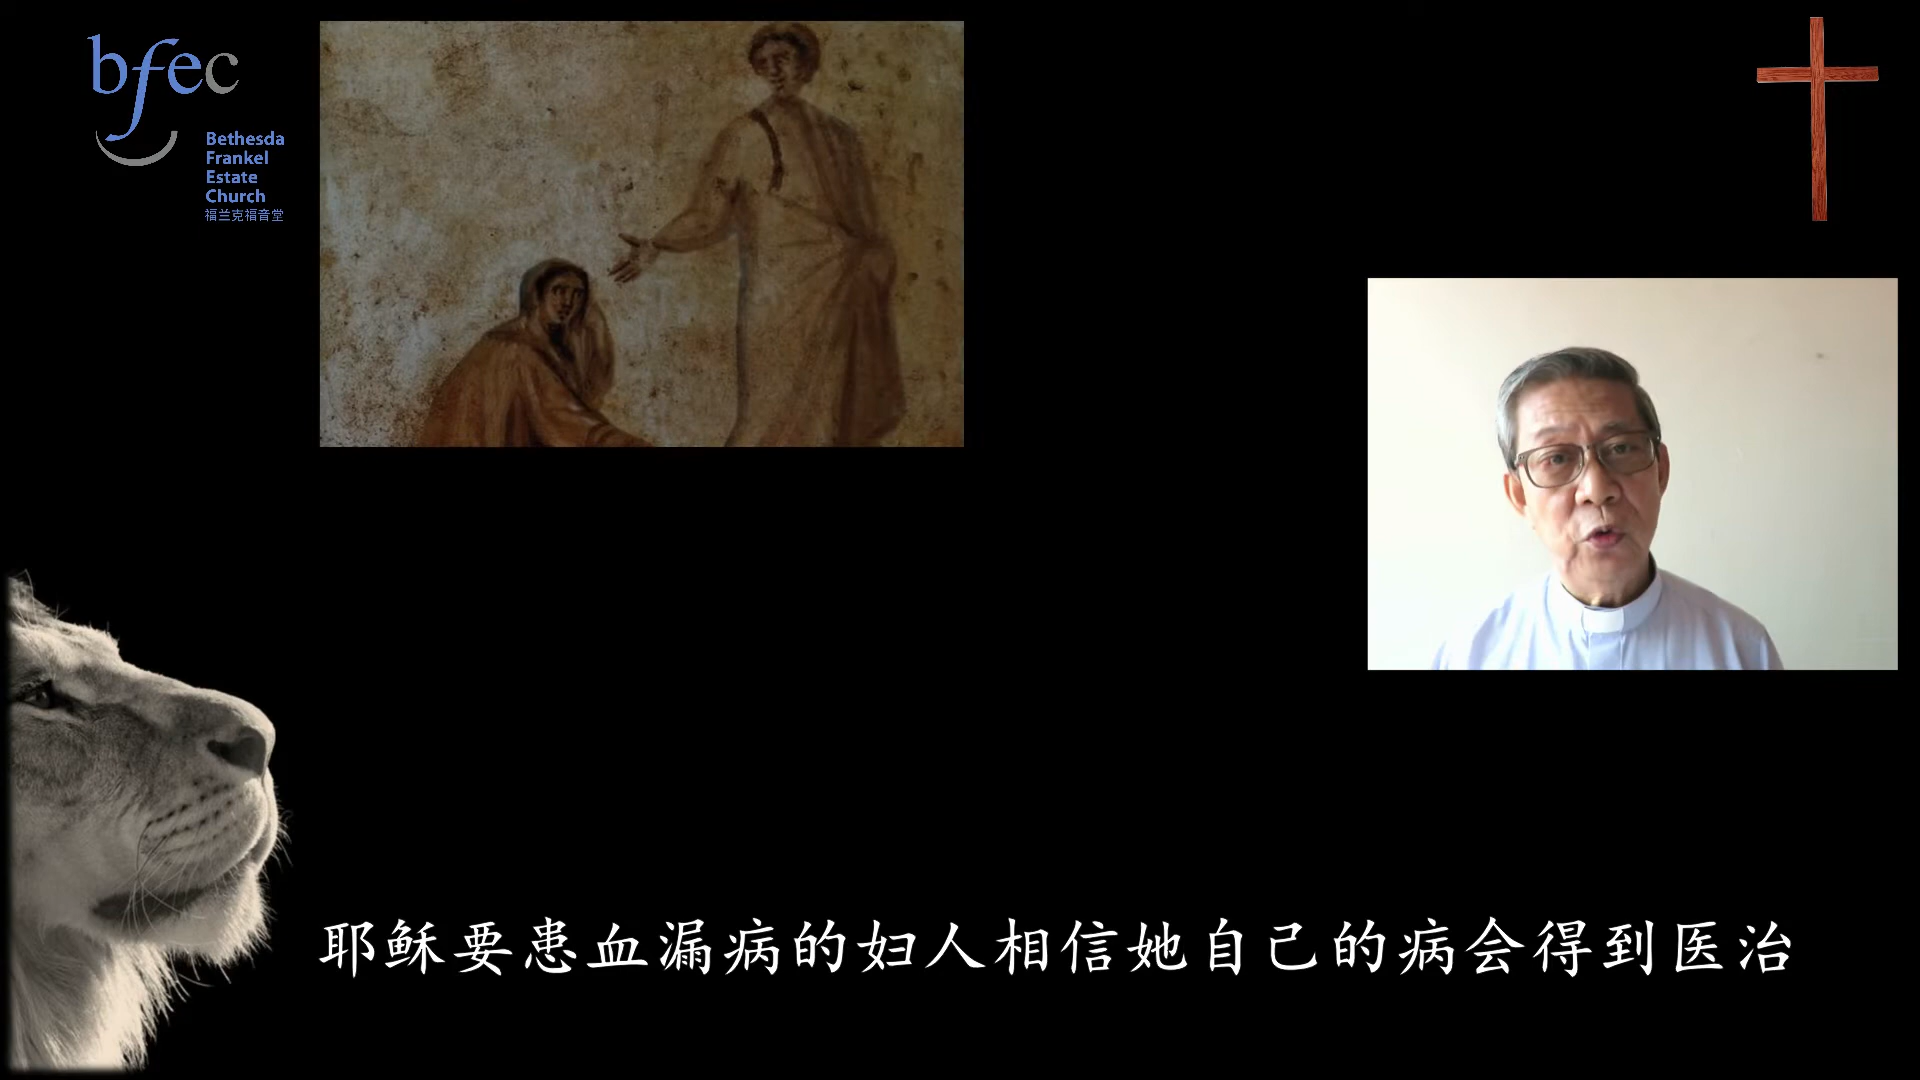 bfec
Bethesda
Frankel
Estate
Church
福兰克福音堂
耶稣要患血漏病的妇人相信她自己的病会得到医治